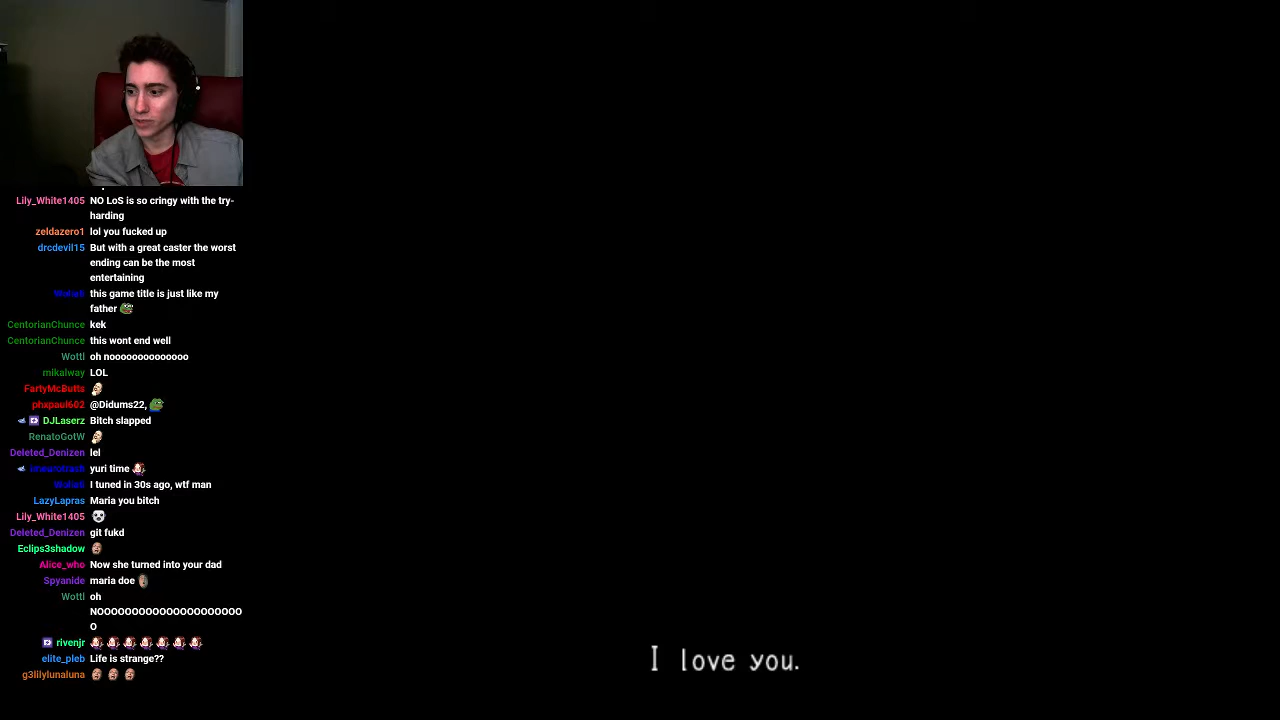 Lily_White1405 NO LoS is so cringy with the try-
harding
zeldazero1 lol you fucked up
drcdevil15 But with a great caster the worst
ending can be the most
entertaining
this game title is just like my
father
CentorianChunce kek
CentorianChunce this wont end well
Wottl oh nooooooooooooooo
mikalway LOL
FartyMcButts
phxpaul602 @Didums22,
DJLaserz Bitch slapped
RenatoGotW
Deleted_Denizen lel
yuri time
I tuned in 30s ago, wtf man
LazyLapras Maria you bitch
Lily_White1405
Deleted_Denizen git fukd
Eclips3shadow
Alice_who Now she turned into your dad
Spyanide maria doe
Wottl oh
NOOOOOOOOOOOOOOOOOOOOO
O
rivenjr
elite_pleb Life is strange??
g3lilylunaluna
I love you.